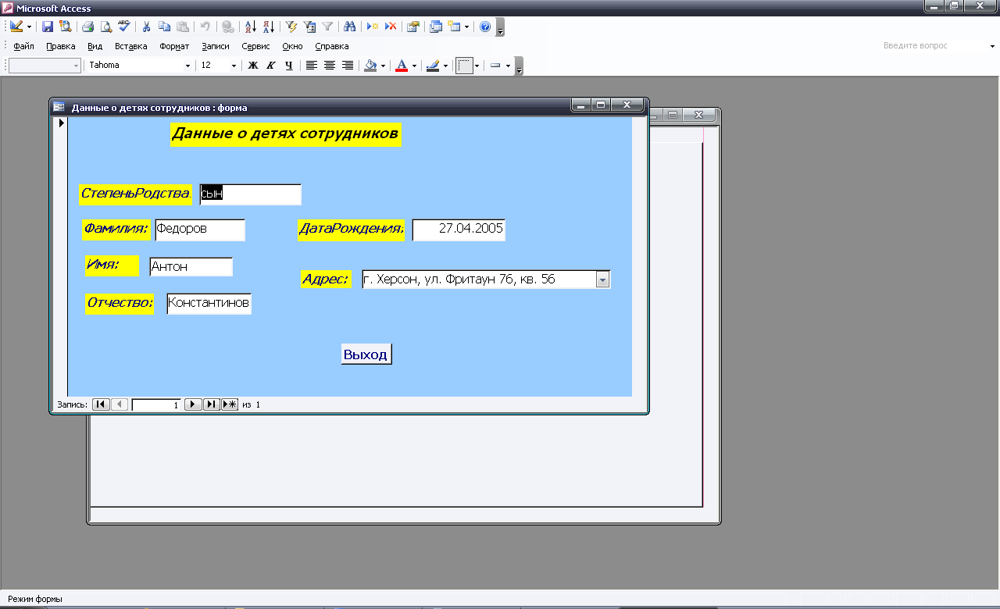 Microsoft Access
Файл Правка Вид Вставка Формат Записи Сервис Окно Справка
Введите вопрос
Tahoma 12 Ж К Ч
Данные о детях сотрудников : форма
Данные о детях сотрудников
СтепеньРодства сын
Фамилия: Федоров
ДатаРождения: 27.04.2005
Имя: Антон
Адрес: г. Херсон, ул. Фритаун 76, кв. 56
Отчество: Константинов
Выход
Запись: 1 из 1
Режим формы